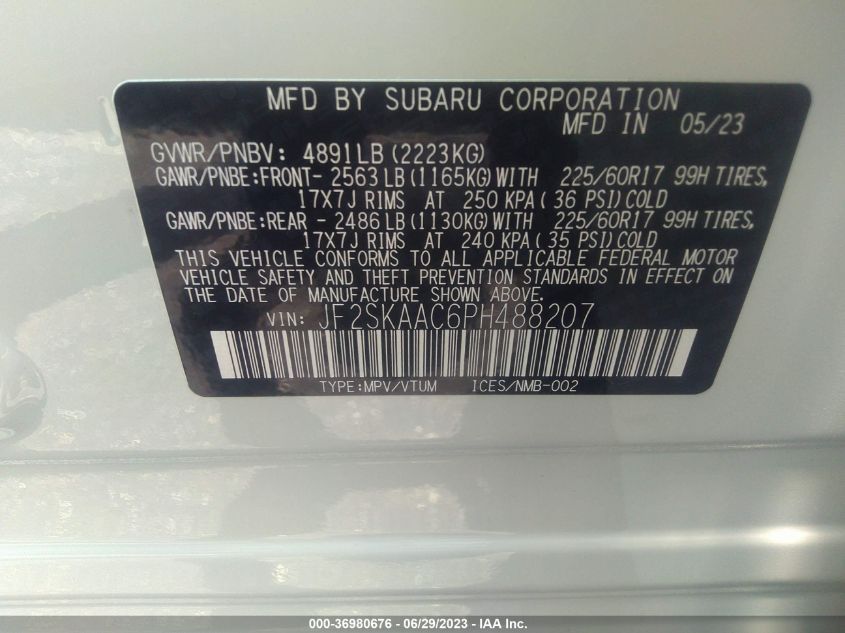 MFD BY SUBARU CORPORATION
MFD IN 05/23
GVWR/PNBV: 4891LB (2223KG)
GAWR/PNBE:FRONT- 2563 LB (1165KG) WITH 225/60R17 99H TIRES,
17X7J RIMS AT 250 KPA ( 36 PSI) COLD
GAWR/PNBE:REAR - 2486 LB (1130KG) WITH 225/60R17 99H TIRES,
17X7J RIMS AT 240 KPA ( 35 PSI) COLD
THIS VEHICLE CONFORMS TO ALL APPLICABLE FEDERAL MOTOR
VEHICLE SAFETY AND THEFT PREVENTION STANDARDS IN EFFECT ON
THE DATE OF MANUFACTURE SHOWN ABOVE.
VIN: JF2SKAAC6PH488207
TYPE:MPV/VTUM ICES/NMB-002
000-36980676 - 06/29/2023 - IAA Inc.